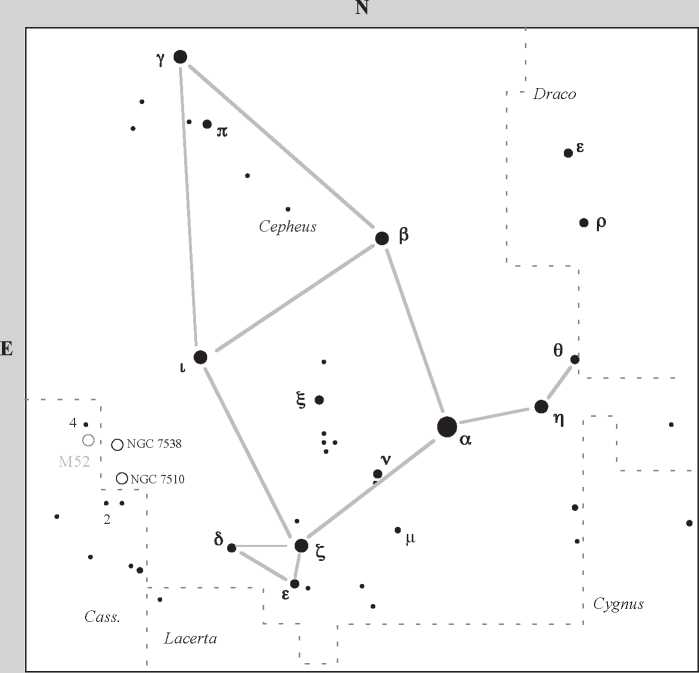 N
γ
Draco
π
ε
ρ
Cepheus
β
E
ι
θ
ξ
η
4
α
NGC 7538
M52
ν
NGC 7510
2
δ
ζ
μ
ε
Cass.
Lacerta
Cygnus